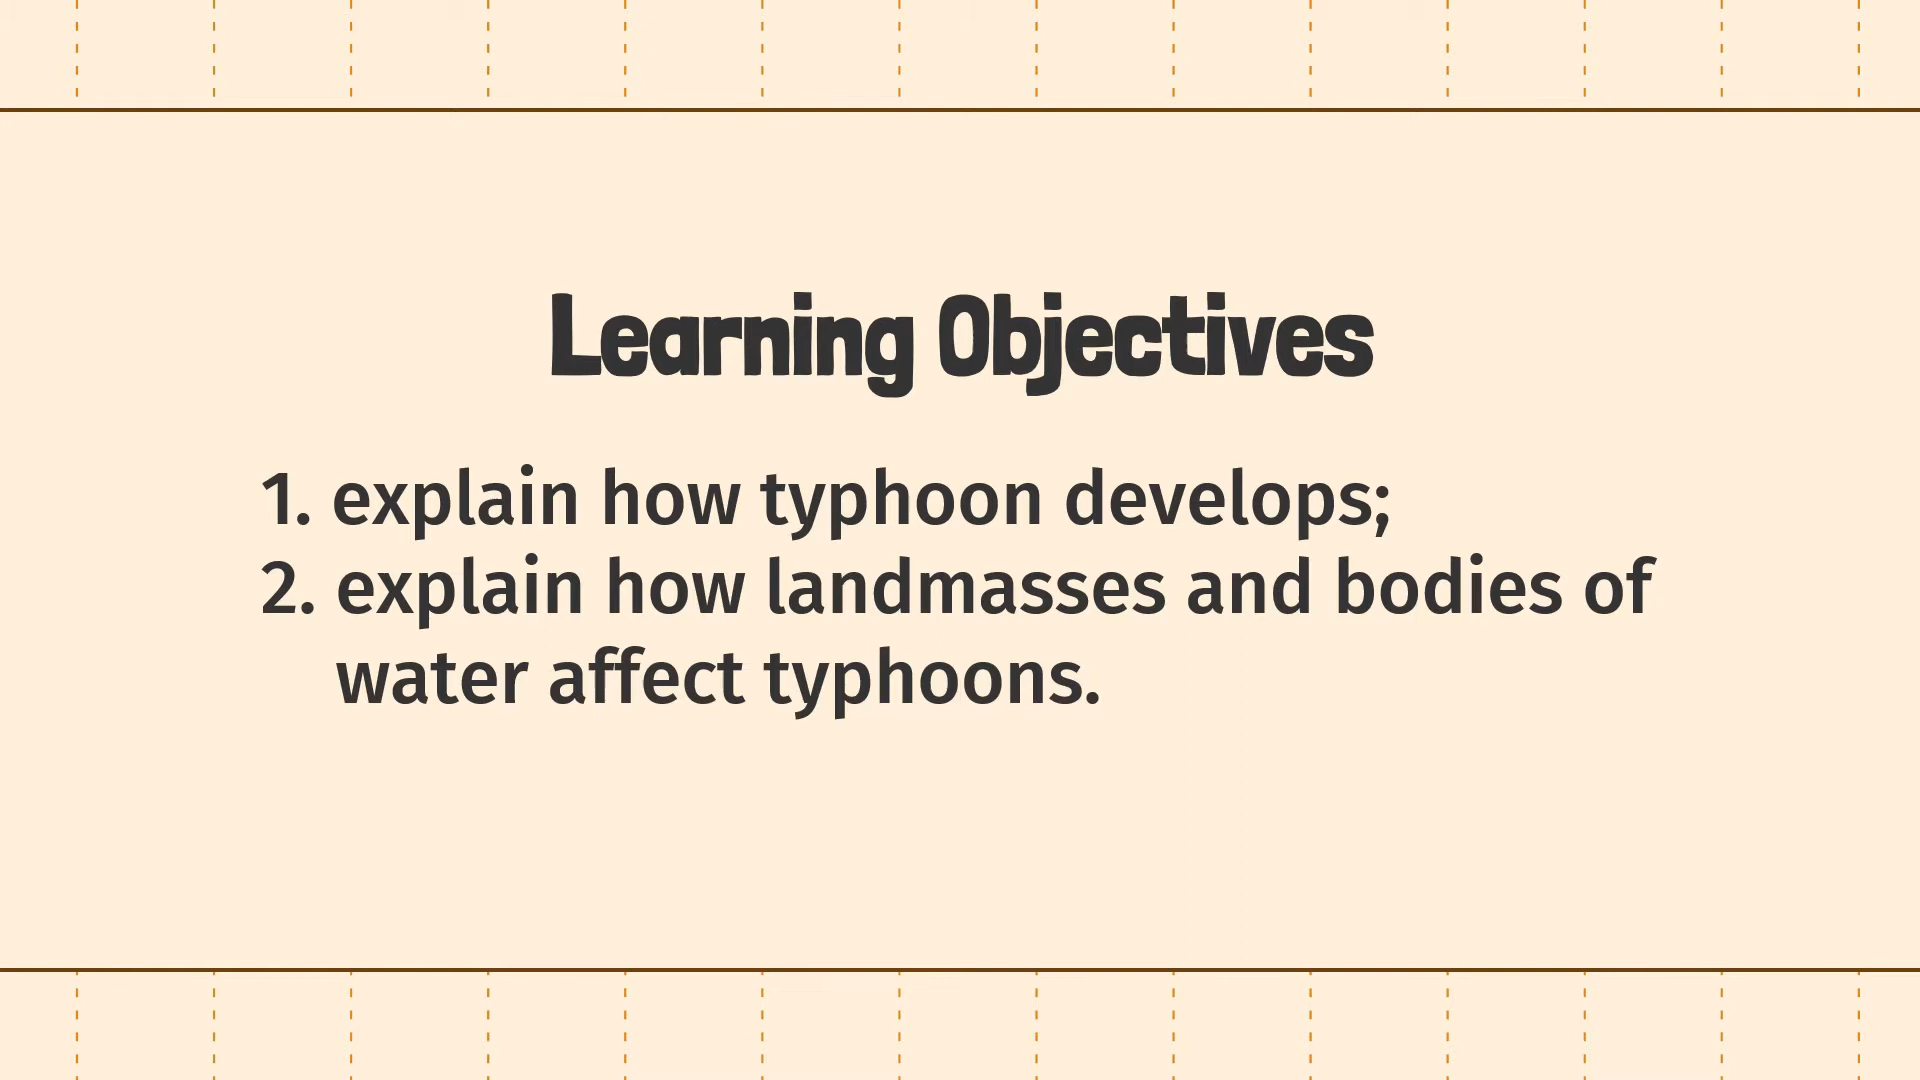 Learning Objectives
1. explain how typhoon develops;
2. explain how landmasses and bodies of
water affect typhoons.